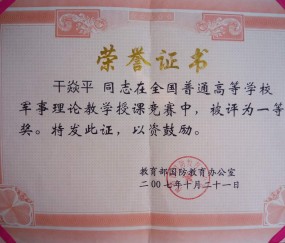 荣誉证书
干焱平 同志在全国普通高等学校
军事理论教学授课竞赛中，被评为一等
奖。特发此证，以资鼓励。
教育部国防教育办公室
二00七年十月二十一日